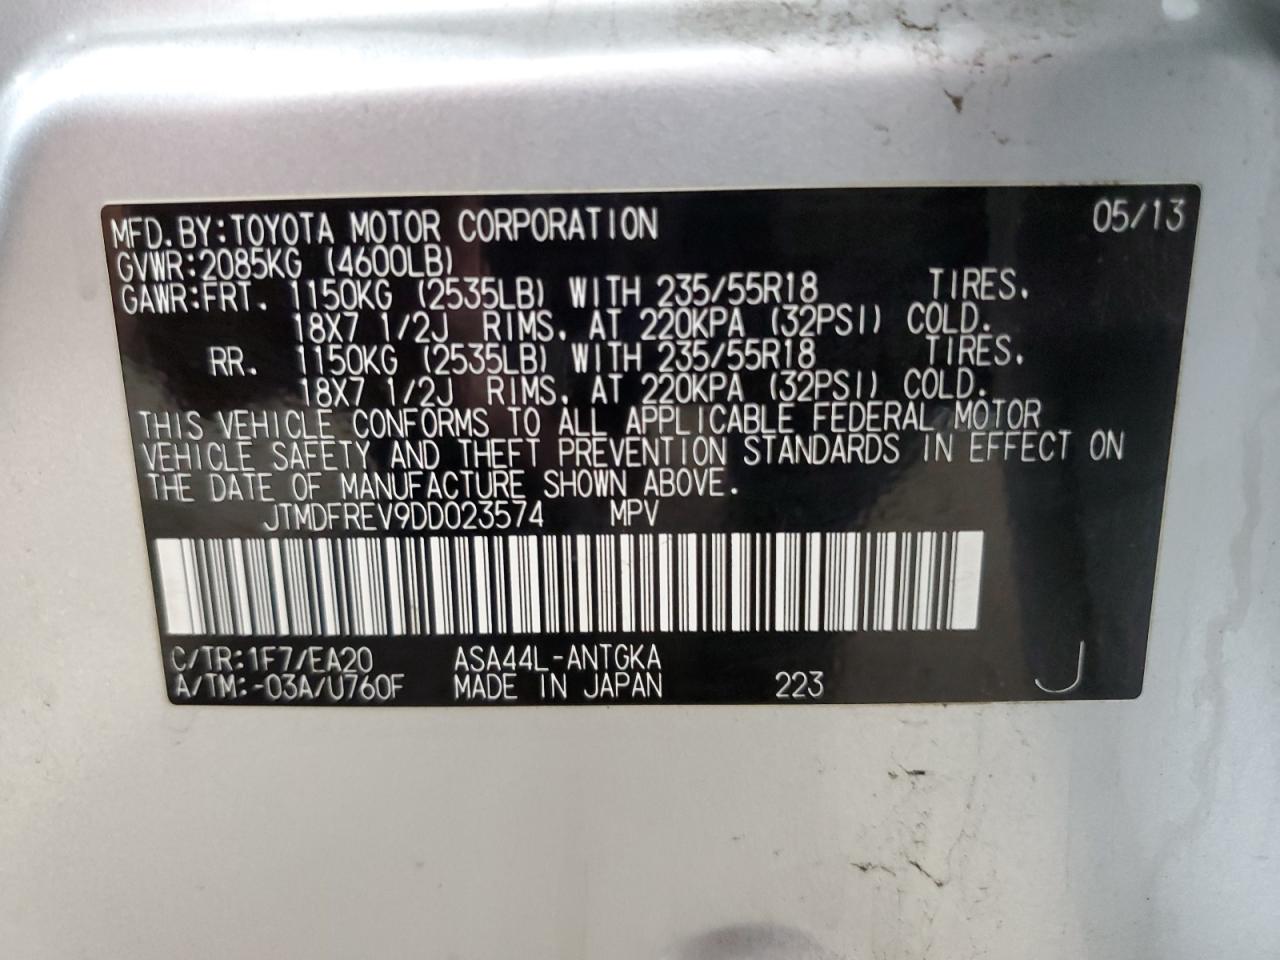 MFD. BY: TOYOTA MOTOR CORPORATION 05/13
GVWR: 2085KG (4600LB)
GAWR: FRT. 1150KG (2535LB) WITH 235/55R18 TIRES.
18X7 1/2J RIMS. AT 220KPA (32PSI) COLD.
RR. 1150KG (2535LB) WITH 235/55R18 TIRES.
18X7 1/2J RIMS. AT 220KPA (32PSI) COLD.
THIS VEHICLE CONFORMS TO ALL APPLICABLE FEDERAL MOTOR
VEHICLE SAFETY AND THEFT PREVENTION STANDARDS IN EFFECT ON
THE DATE OF MANUFACTURE SHOWN ABOVE.
JTMDFREV9DD023574 MPV
C/TR: 1F7/EA20 ASA44L-ANTGKA
A/TM: -03A/U760F MADE IN JAPAN 223 J